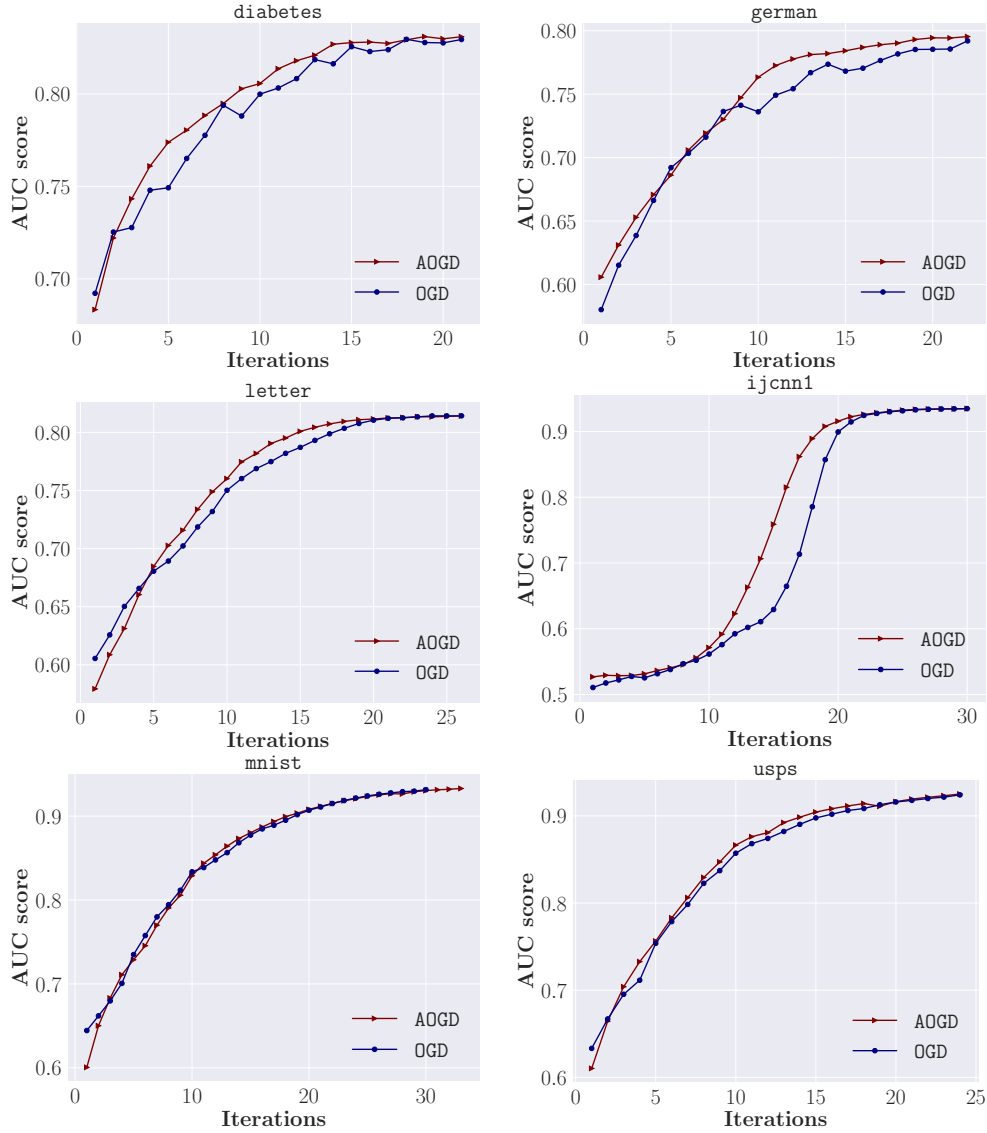 diabetes
AUC score
0.80
0.75
0.70
AOGD
OGD
0 5 10 15 20
Iterations
german
AUC score
0.80
0.75
0.70
0.65
0.60
AOGD
OGD
0 5 10 15 20
Iterations
letter
AUC score
0.80
0.75
0.70
0.65
0.60
AOGD
OGD
0 5 10 15 20 25
Iterations
ijcnn1
AUC score
0.9
0.8
0.7
0.6
0.5
AOGD
OGD
0 10 20 30
Iterations
mnist
AUC score
0.9
0.8
0.7
0.6
AOGD
OGD
0 10 20 30
Iterations
usps
AUC score
0.9
0.8
0.7
0.6
AOGD
OGD
0 5 10 15 20 25
Iterations